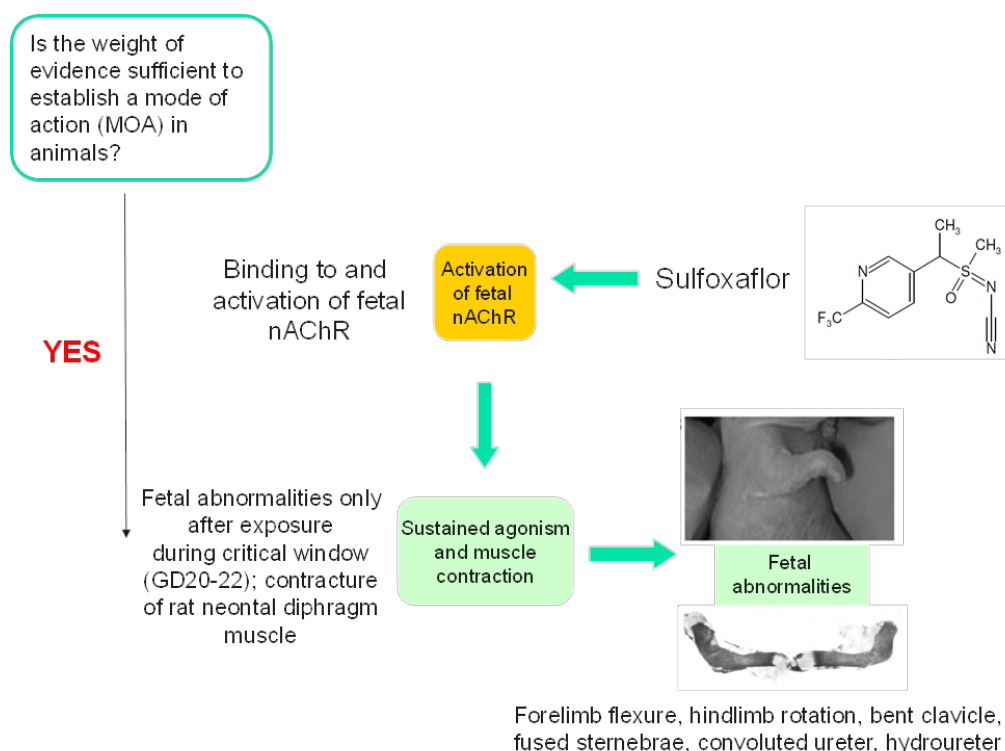 Is the weight of
evidence sufficient to
establish a mode of
action (MOA) in
animals?
YES
Binding to and
activation of fetal
nAChR
Activation
of fetal
nAChR
Sulfoxaflor
CH₃
CH₃
N
S
O
N
F₃C
N
Fetal abnormalities only
after exposure
during critical window
(GD20-22); contracture
of rat neontal diphragm
muscle
Sustained agonism
and muscle
contraction
Fetal
abnormalities
Forelimb flexure, hindlimb rotation, bent clavicle,
fused sternebrae, convoluted ureter, hydroureter